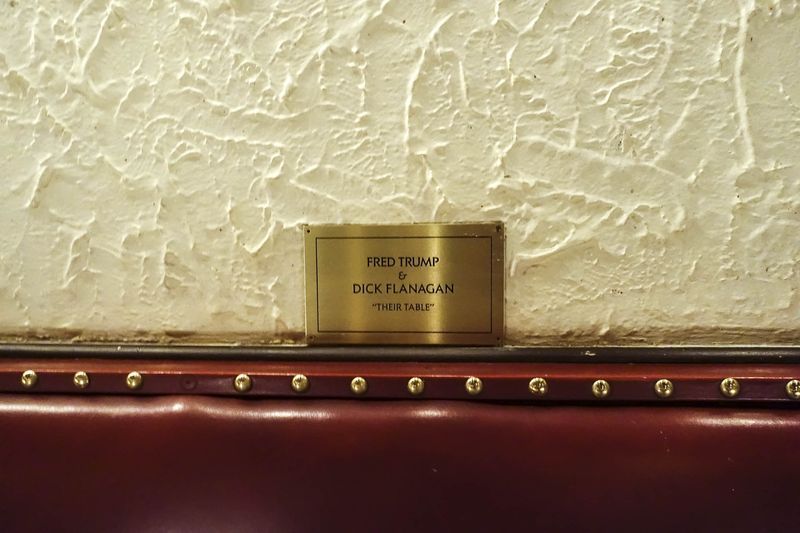 FRED TRUMP
&
DICK FLANAGAN
"THEIR TABLE"